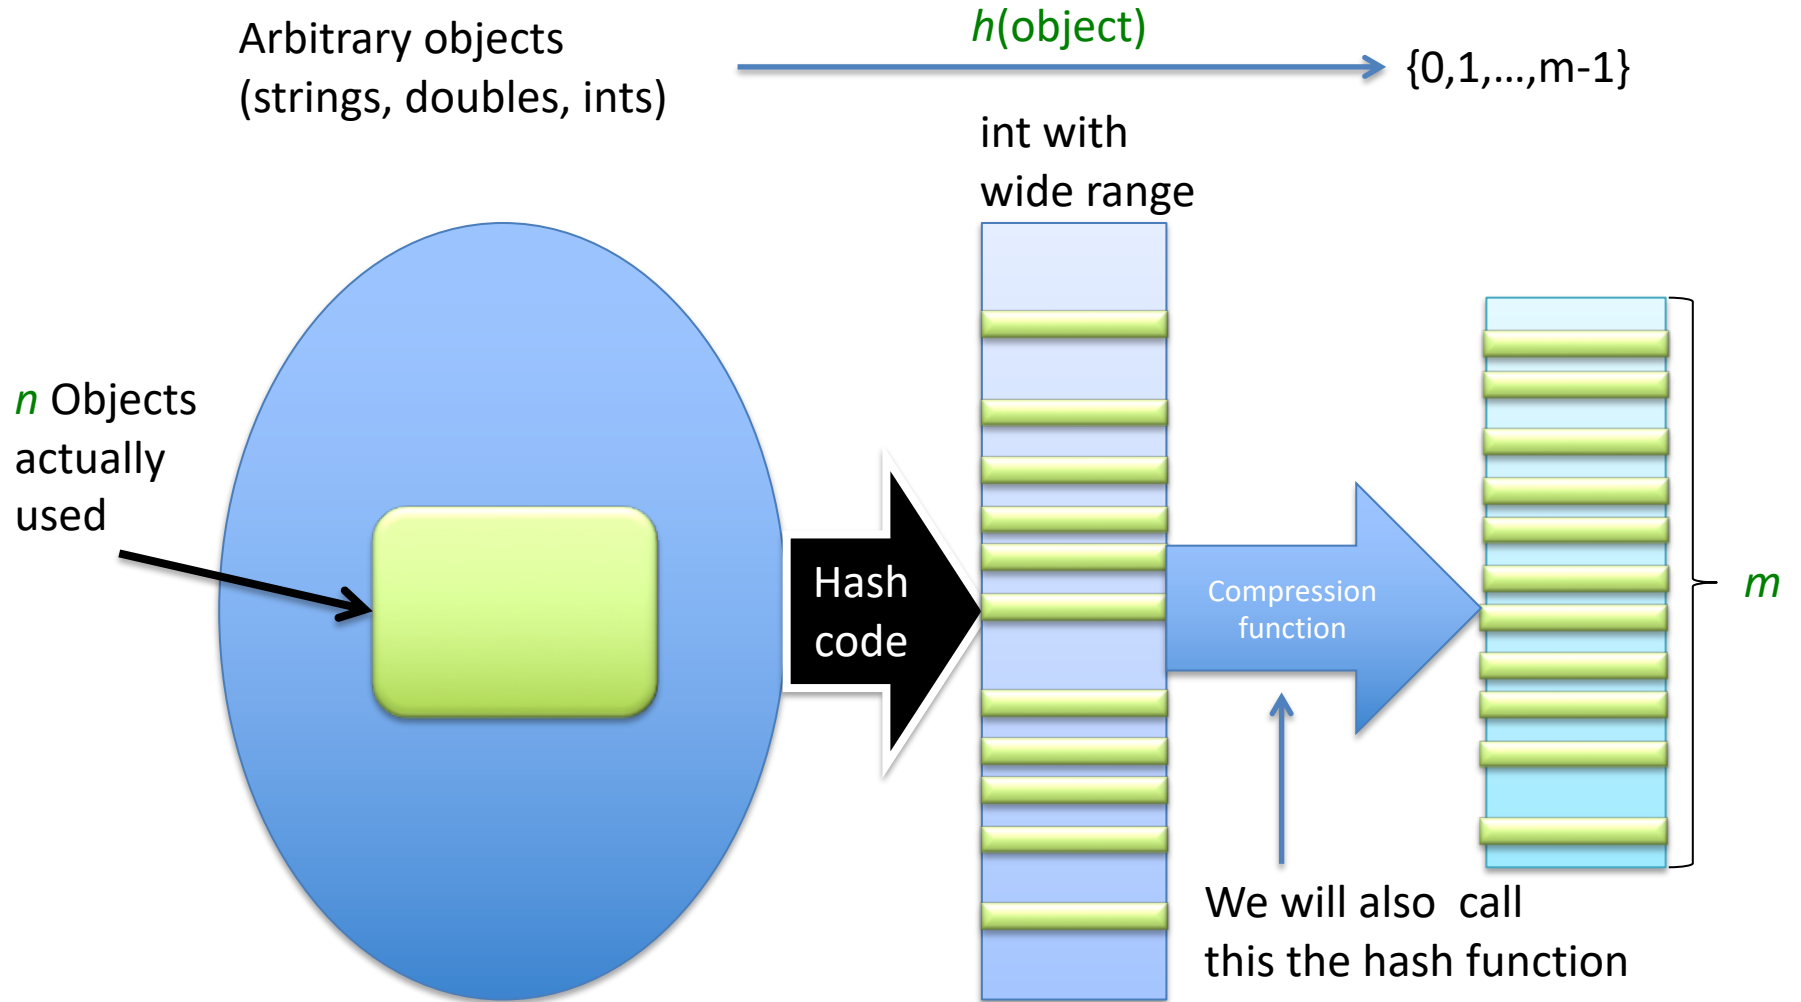 Arbitrary objects
(strings, doubles, ints)
h(object)
{0,1,…,m-1}
int with
wide range
n Objects
actually
used
Hash
code
Compression
function
m
We will also  call
this the hash function